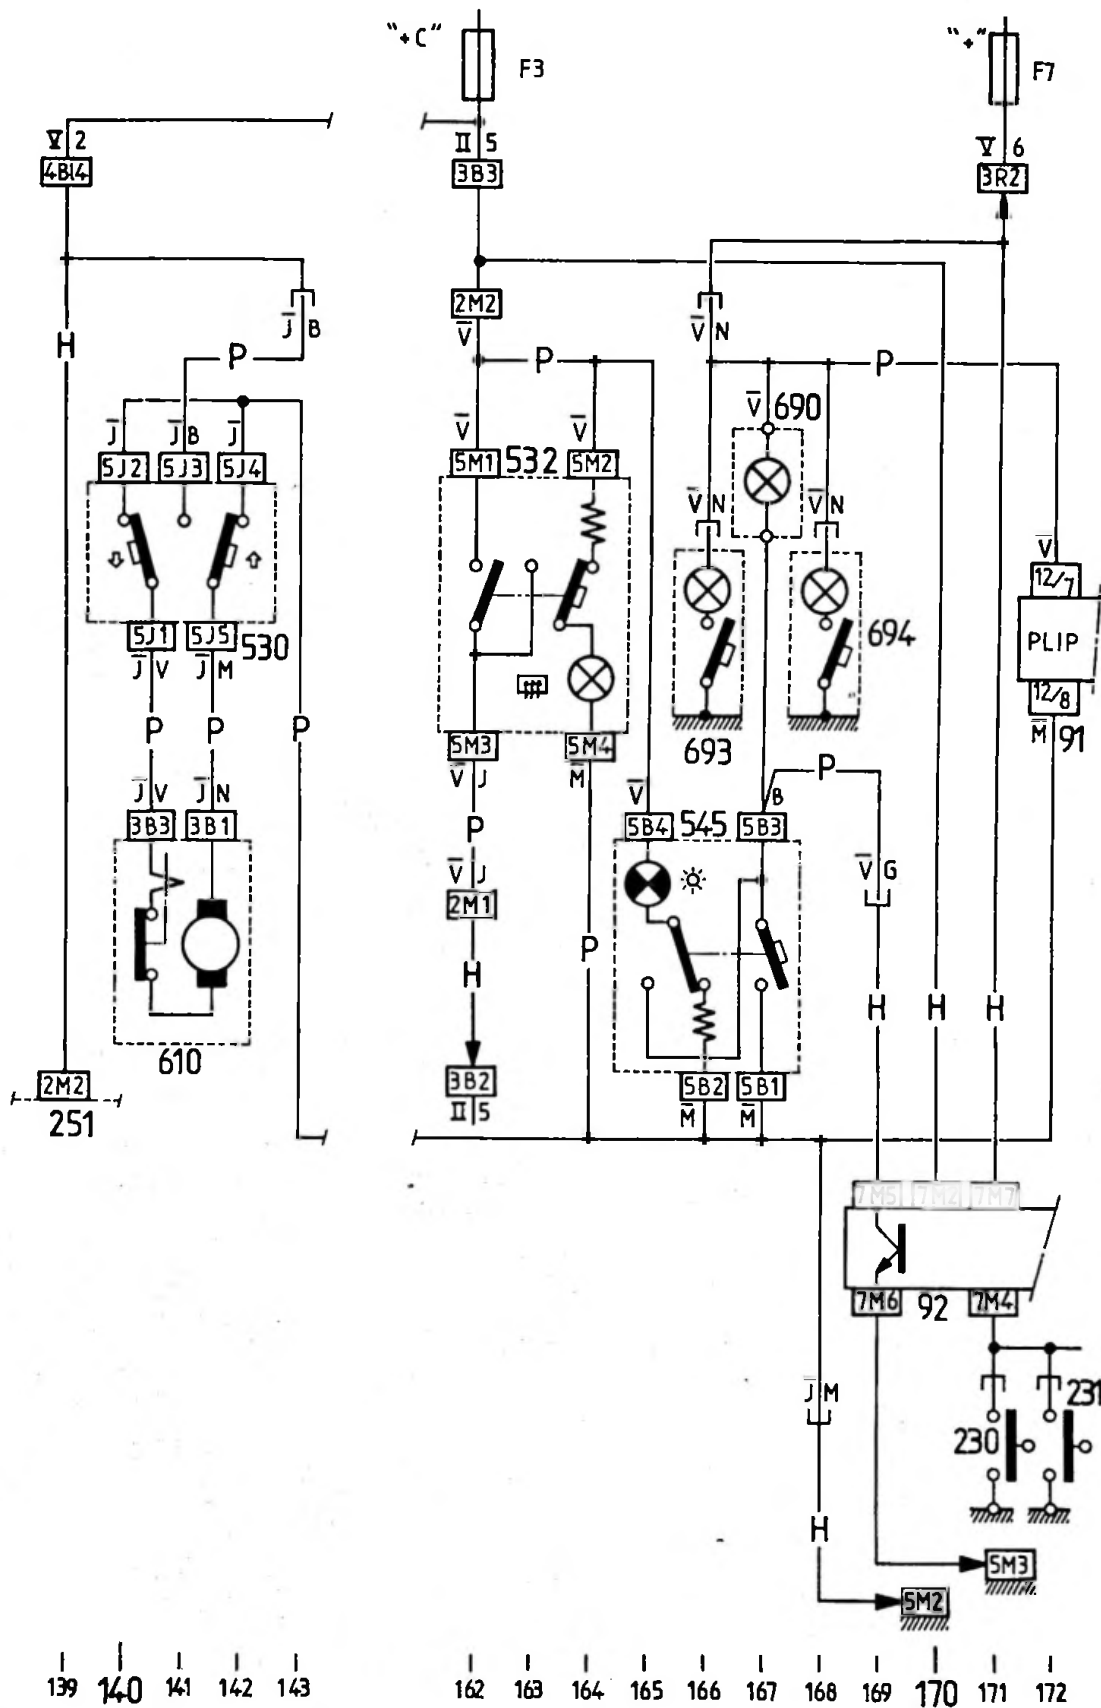 "+C" F3 "+" F7
V 2 II 5 V 6
4B14 3B3 3R2
2M2
J B V V N
H P P P
V 690
J J B J V V
5J2 5J3 5J4 5M1 532 5M2
V N V N
V
12/7
5J1 5J5 530 694 PLIP
J V J M 12/8
P P P 5M3 5M4 693 M 91
V J M V P
J V J N B
3B3 3B1 P 5B4 545 5B3
V J V G
2M1
P
H H H H
610
2M2 3B2 5B2 5B1
251 II 5 M M
7M5 7M2 7M7
7M6 92 7M4
J M 231
230
H
5M3
5M2
139 140 141 142 143 162 163 164 165 166 167 168 169 170 171 172